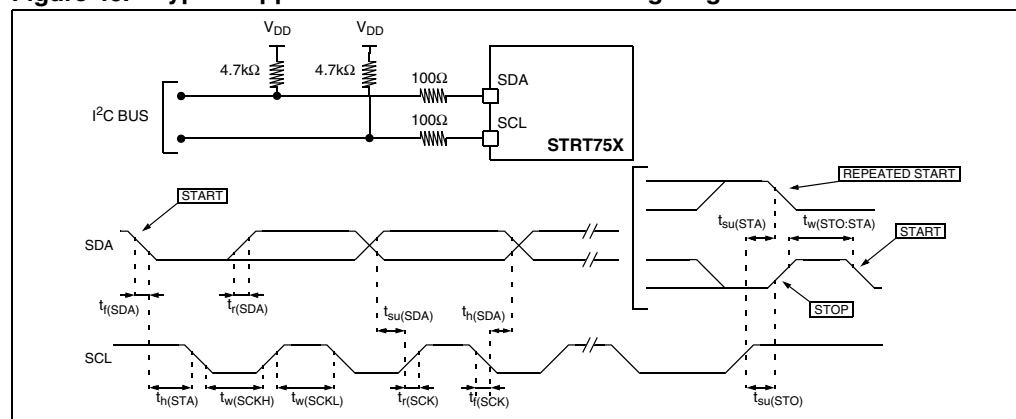 V_DD V_DD
4.7kΩ 4.7kΩ
100Ω
SDA
I²C BUS
100Ω
SCL
STRT75X
REPEATED START
START
t_su(STA) t_w(STO:STA)
START
SDA
t_f(SDA) t_r(SDA)
STOP
t_su(SDA) t_h(SDA)
SCL
t_h(STA) t_w(SCKH) t_w(SCKL) t_r(SCK) t_f(SCK)
t_su(STO)